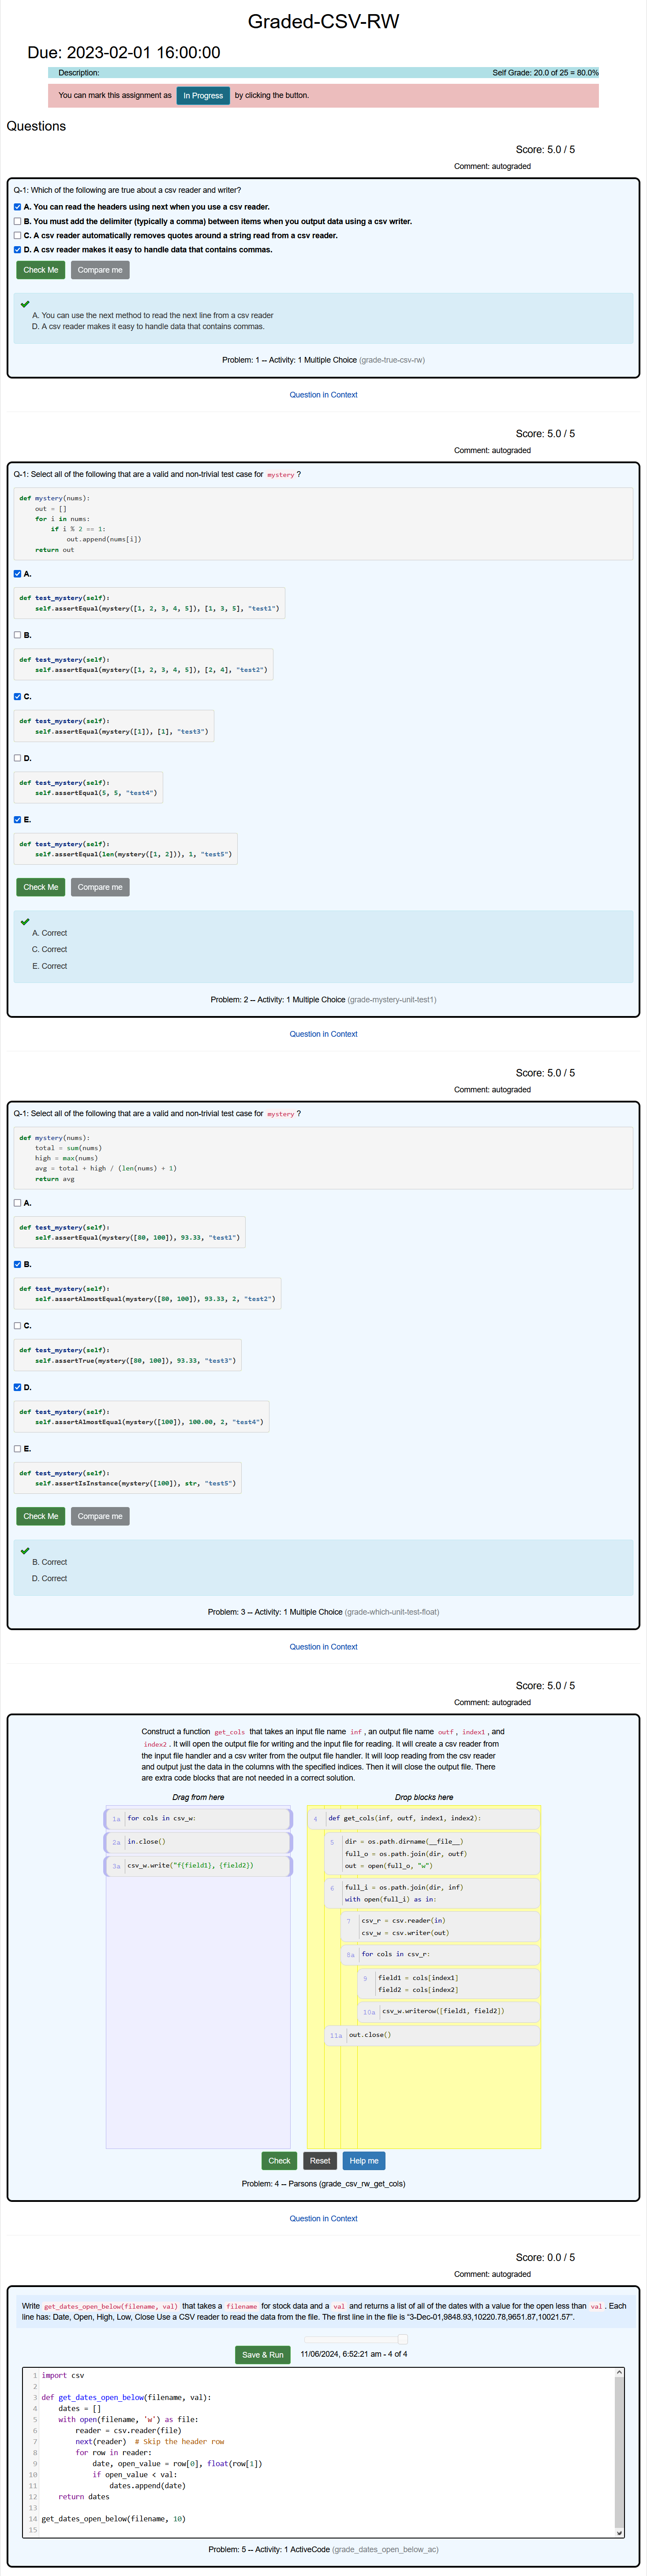 Graded-CSV-RW
Due: 2023-02-01 16:00:00
Description: Self Grade: 20.0 of 25 = 80.0%
You can mark this assignment as In Progress by clicking the button.
Questions
Score: 5.0 / 5
Comment: autograded
Q-1: Which of the following are true about a csv reader and writer?
A. You can read the headers using next when you use a csv reader.
B. You must add the delimiter (typically a comma) between items when you output data using a csv writer.
C. A csv reader automatically removes quotes around a string read from a csv reader.
D. A csv reader makes it easy to handle data that contains commas.
Check Me Compare me
A. You can use the next method to read the next line from a csv reader
D. A csv reader makes it easy to handle data that contains commas.
Problem: 1 -- Activity: 1 Multiple Choice (grade-true-csv-rw)
Question in Context
Score: 5.0 / 5
Comment: autograded
Q-1: Select all of the following that are a valid and non-trivial test case for mystery ?
def mystery(nums):
out = []
for i in nums:
if i % 2 == 1:
out.append(nums[i])
return out
A.
def test_mystery(self):
self.assertEqual(mystery([1, 2, 3, 4, 5]), [1, 3, 5], "test1")
B.
def test_mystery(self):
self.assertEqual(mystery([1, 2, 3, 4, 5]), [2, 4], "test2")
C.
def test_mystery(self):
self.assertEqual(mystery([1]), [1], "test3")
D.
def test_mystery(self):
self.assertEqual(5, 5, "test4")
E.
def test_mystery(self):
self.assertEqual(len(mystery([1, 2])), 1, "test5")
Check Me Compare me
A. Correct
C. Correct
E. Correct
Problem: 2 -- Activity: 1 Multiple Choice (grade-mystery-unit-test1)
Question in Context
Score: 5.0 / 5
Comment: autograded
Q-1: Select all of the following that are a valid and non-trivial test case for mystery ?
def mystery(nums):
total = sum(nums)
high = max(nums)
avg = total + high / (len(nums) + 1)
return avg
A.
def test_mystery(self):
self.assertEqual(mystery([80, 100]), 93.33, "test1")
B.
def test_mystery(self):
self.assertAlmostEqual(mystery([80, 100]), 93.33, 2, "test2")
C.
def test_mystery(self):
self.assertTrue(mystery([80, 100]), 93.33, "test3")
D.
def test_mystery(self):
self.assertAlmostEqual(mystery([100]), 100.00, 2, "test4")
E.
def test_mystery(self):
self.assertIsInstance(mystery([100]), str, "test5")
Check Me Compare me
B. Correct
D. Correct
Problem: 3 -- Activity: 1 Multiple Choice (grade-which-unit-test-float)
Question in Context
Score: 5.0 / 5
Comment: autograded
Construct a function get_cols that takes an input file name inf , an output file name outf , index1 , and
index2 . It will open the output file for writing and the input file for reading. It will create a csv reader from
the input file handler and a csv writer from the output file handler. It will loop reading from the csv reader
and output just the data in the columns with the specified indices. Then it will close the output file. There
are extra code blocks that are not needed in a correct solution.
Drag from here
1a for cols in csv_w:
2a in.close()
3a csv_w.write("f{field1}, {field2})
Drop blocks here
4 def get_cols(inf, outf, index1, index2):
5 dir = os.path.dirname(__file__)
full_o = os.path.join(dir, outf)
out = open(full_o, "w")
6 full_i = os.path.join(dir, inf)
with open(full_i) as in:
7 csv_r = csv.reader(in)
csv_w = csv.writer(out)
8a for cols in csv_r:
9 field1 = cols[index1]
field2 = cols[index2]
10a csv_w.writerow([field1, field2])
11a out.close()
Check Reset Help me
Problem: 4 -- Parsons (grade_csv_rw_get_cols)
Question in Context
Score: 0.0 / 5
Comment: autograded
Write get_dates_open_below(filename, val) that takes a filename for stock data and a val and returns a list of all of the dates with a value for the open less than val . Each
line has: Date, Open, High, Low, Close Use a CSV reader to read the data from the file. The first line in the file is "3-Dec-01,9848.93,10220.78,9651.87,10021.57".
Save & Run 11/06/2024, 6:52:21 am - 4 of 4
1 import csv
2
3 def get_dates_open_below(filename, val):
4 dates = []
5 with open(filename, 'w') as file:
6 reader = csv.reader(file)
7 next(reader) # Skip the header row
8 for row in reader:
9 date, open_value = row[0], float(row[1])
10 if open_value < val:
11 dates.append(date)
12 return dates
13
14 get_dates_open_below(filename, 10)
15
Problem: 5 -- Activity: 1 ActiveCode (grade_dates_open_below_ac)